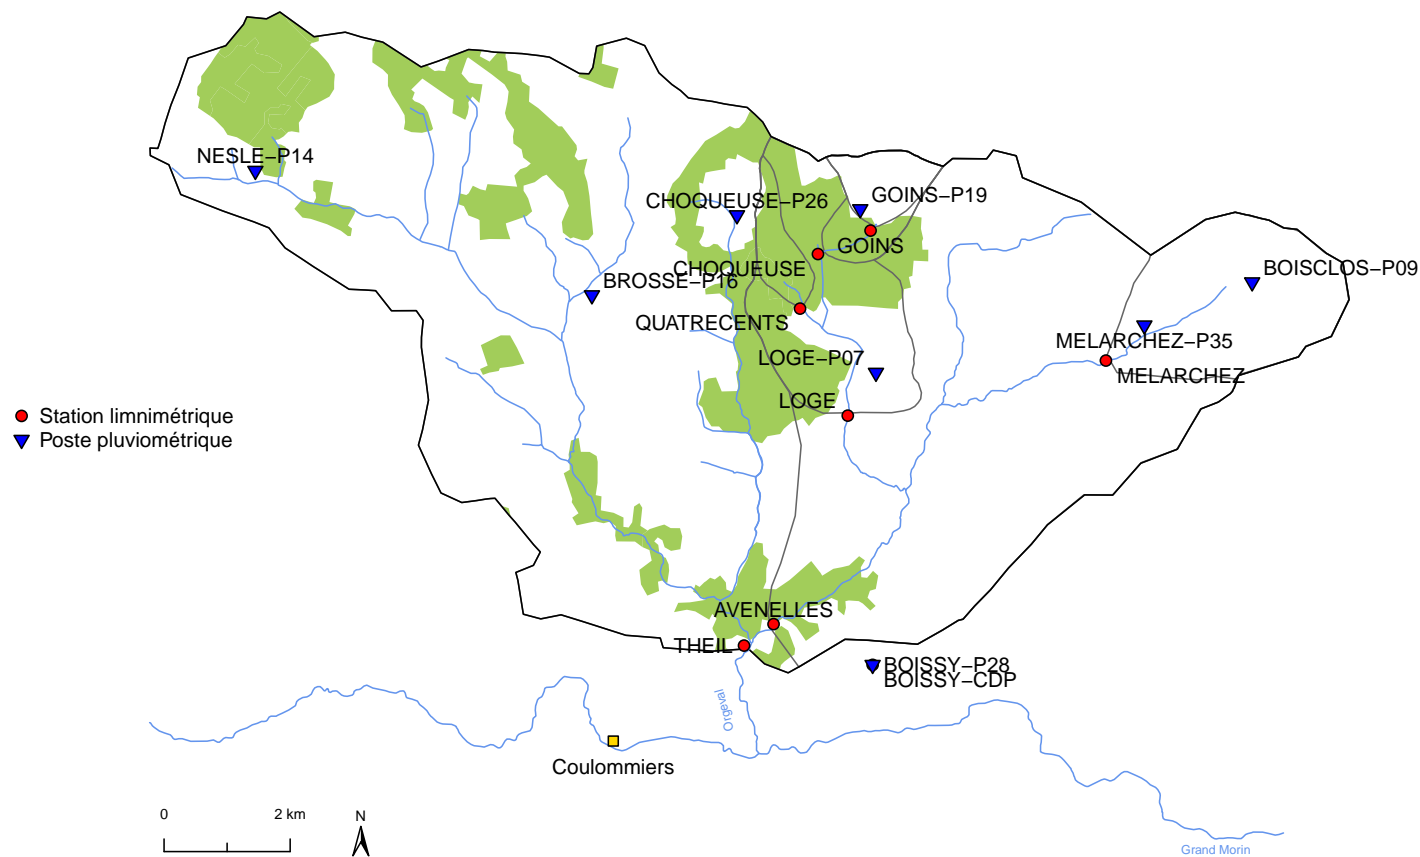 NESLE−P14
CHOQUEUSE−P26
GOINS−P19
GOINS
CHOQUEUSE
BROSSE−P16
BOISCLOS−P09
QUATRECENTS
MELARCHEZ−P35
LOGE−P07
MELARCHEZ
LOGE
Station limnimétrique
Poste pluviométrique
AVENELLES
THEIL
BOISSY−P28
BOISSY−CDP
Orgeval
Coulommiers
0 2 km
N
Grand Morin